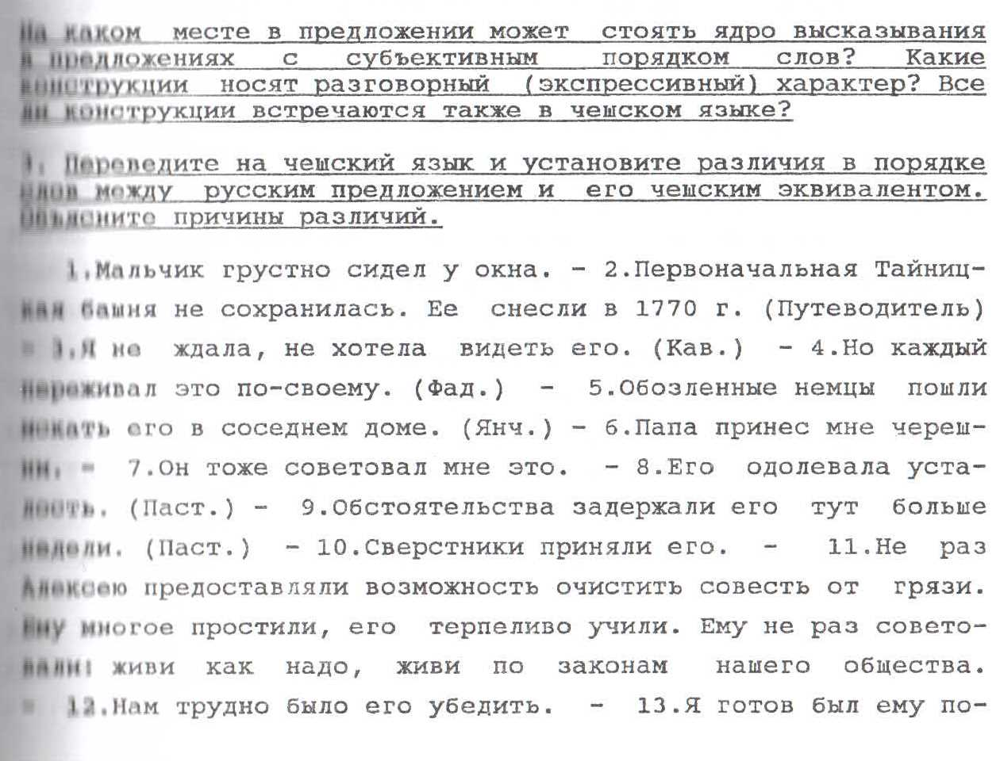 На каком месте в предложении может стоять ядро высказывания
в предложениях с субъективным порядком слов? Какие
конструкции носят разговорный (экспрессивный) характер? Все
ли конструкции встречаются также в чешском языке?
Переведите на чешский язык и установите различия в порядке
слов между русским предложением и его чешским эквивалентом.
Объясните причины различий.
1.Мальчик грустно сидел у окна. - 2.Первоначальная Тайниц-
кая башня не сохранилась. Ее снесли в 1770 г. (Путеводитель)
- 3.Я не ждала, не хотела видеть его. (Кав.) - 4.Но каждый
переживал это по-своему. (Фад.) - 5.Обозленные немцы пошли
искать его в соседнем доме. (Янч.) - 6.Папа принес мне череш-
ни. - 7.Он тоже советовал мне это. - 8.Его одолевала уста-
лость. (Паст.) - 9.Обстоятельства задержали его тут больше
недели. (Паст.) - 10.Сверстники приняли его. - 11.Не раз
Алексею предоставляли возможность очистить совесть от грязи.
Ему многое простили, его терпеливо учили. Ему не раз совето-
вали: живи как надо, живи по законам нашего общества.
- 12.Нам трудно было его убедить. - 13.Я готов был ему по-